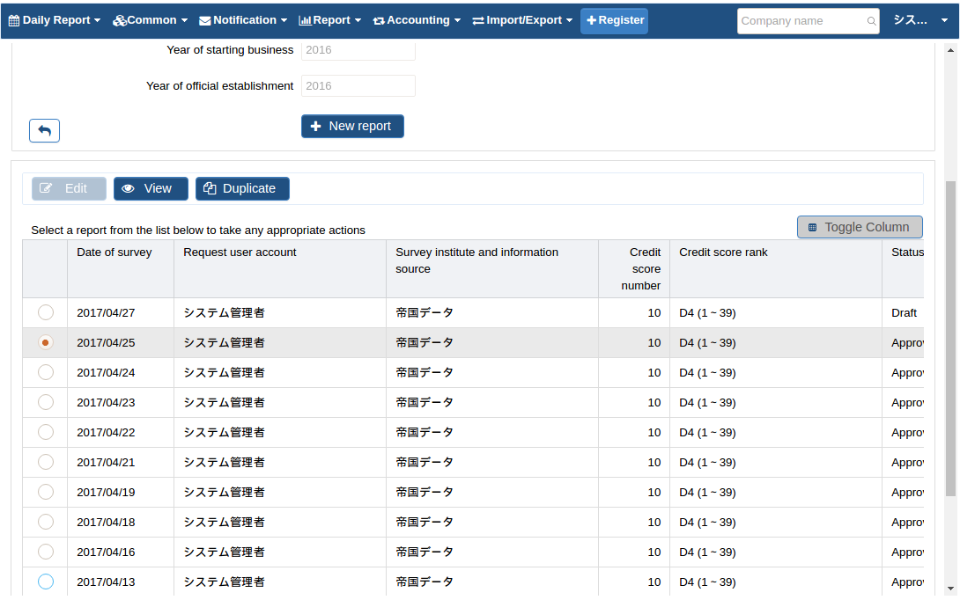 Daily Report Common Notification Report Accounting Import/Export Register Company name シス...
Year of starting business 2016
Year of official establishment 2016
New report
Edit View Duplicate
Select a report from the list below to take any appropriate actions Toggle Column
Date of survey Request user account Survey institute and information source Credit score number Credit score rank Status
2017/04/27 システム管理者 帝国データ 10 D4 (1 ~ 39) Draft
2017/04/25 システム管理者 帝国データ 10 D4 (1 ~ 39) Approv
2017/04/24 システム管理者 帝国データ 10 D4 (1 ~ 39) Approv
2017/04/23 システム管理者 帝国データ 10 D4 (1 ~ 39) Approv
2017/04/22 システム管理者 帝国データ 10 D4 (1 ~ 39) Approv
2017/04/21 システム管理者 帝国データ 10 D4 (1 ~ 39) Approv
2017/04/19 システム管理者 帝国データ 10 D4 (1 ~ 39) Approv
2017/04/18 システム管理者 帝国データ 10 D4 (1 ~ 39) Approv
2017/04/16 システム管理者 帝国データ 10 D4 (1 ~ 39) Approv
2017/04/13 システム管理者 帝国データ 10 D4 (1 ~ 39) Approv